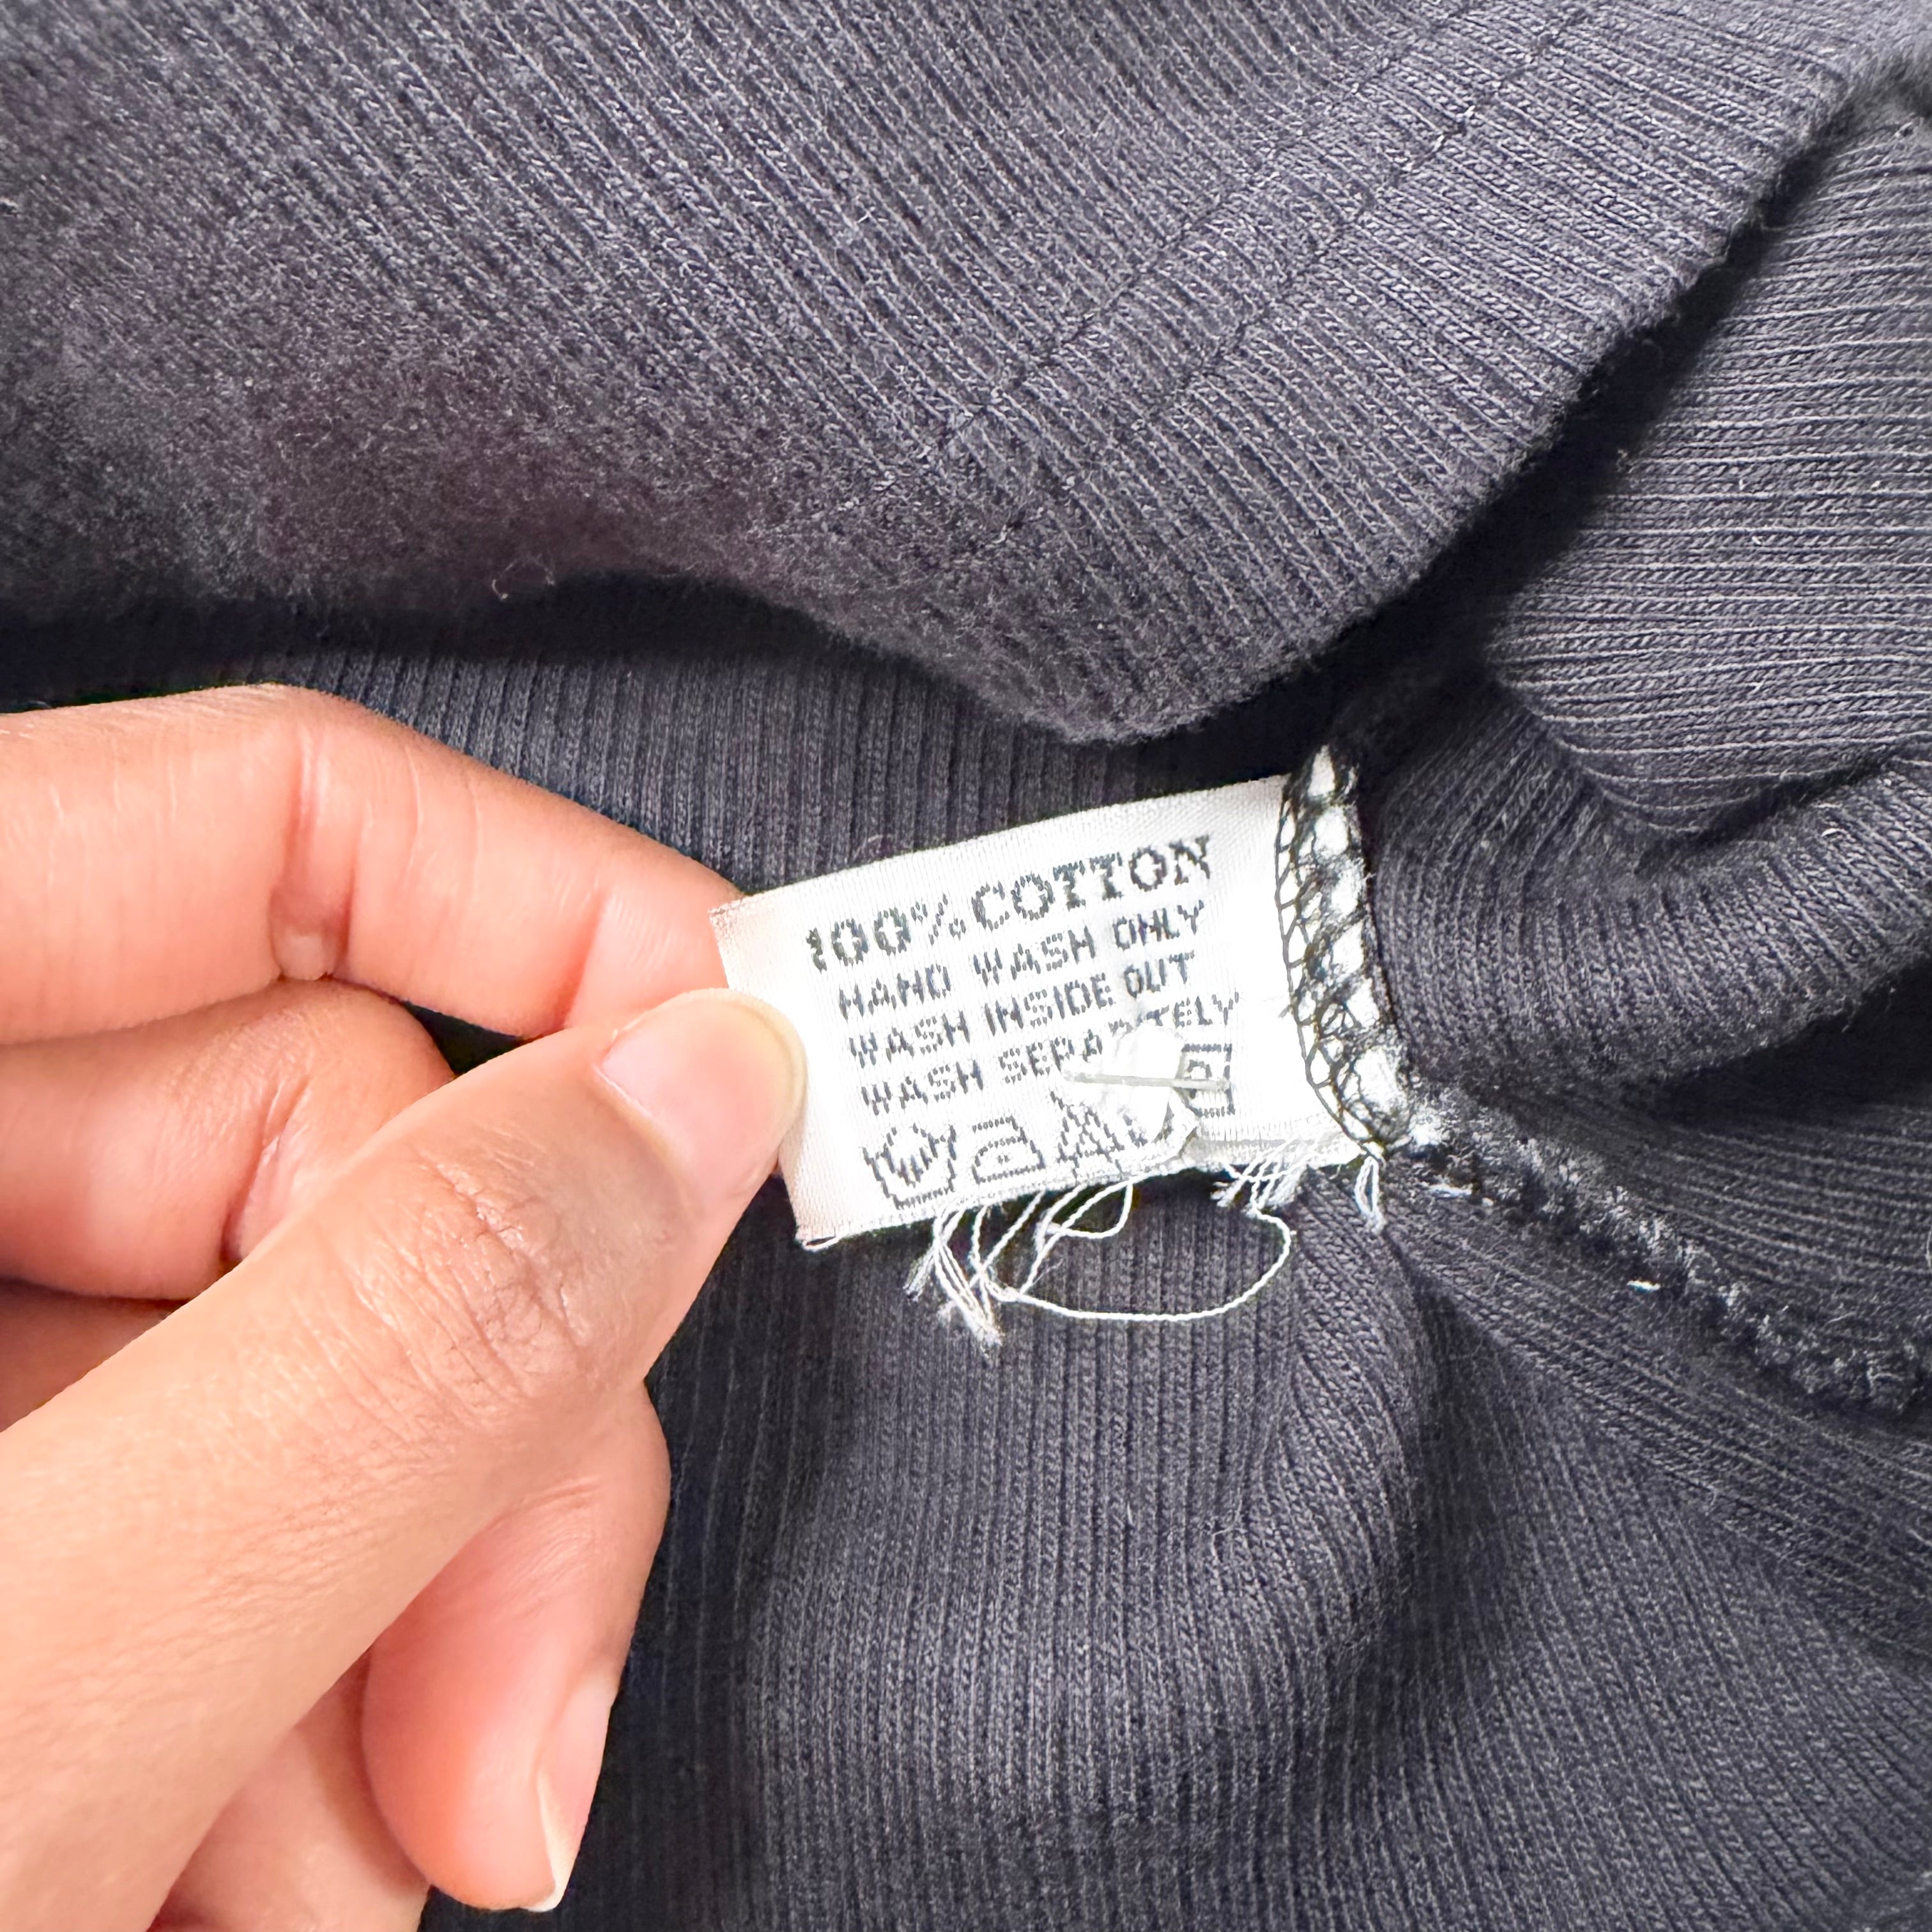 100% COTTON
HAND WASH ONLY
WASH INSIDE OUT
WASH SEPARATELY